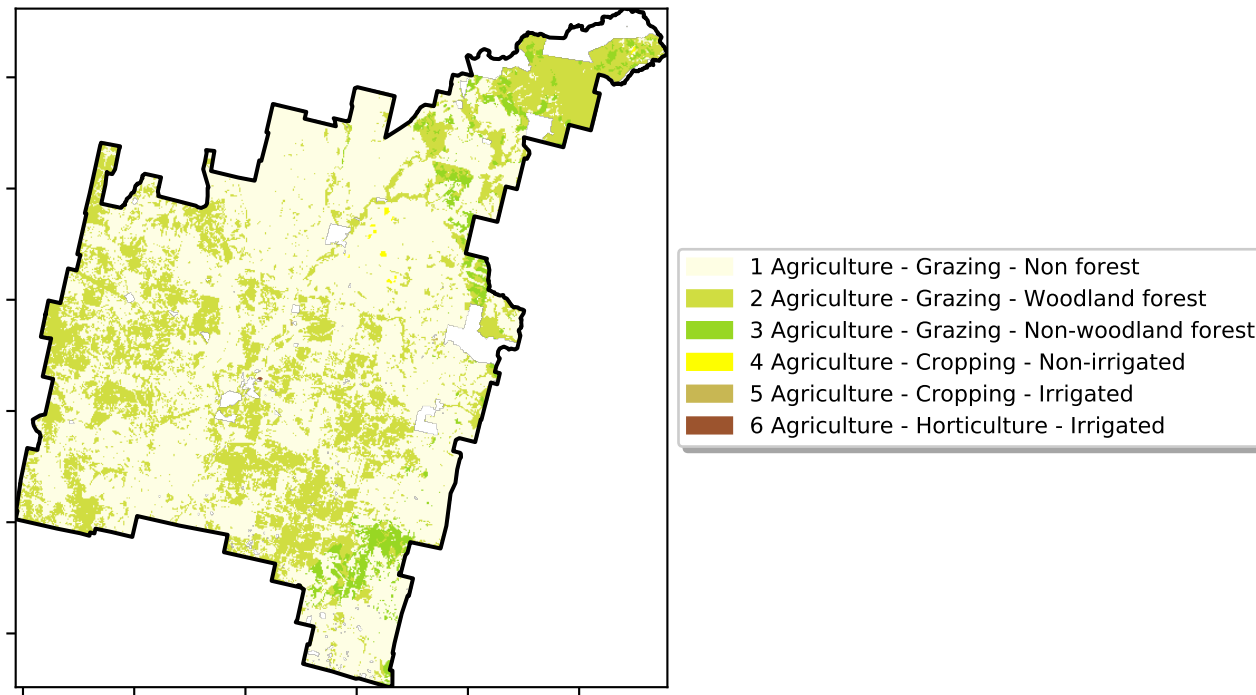 1 Agriculture - Grazing - Non forest
2 Agriculture - Grazing - Woodland forest
3 Agriculture - Grazing - Non-woodland forest
4 Agriculture - Cropping - Non-irrigated
5 Agriculture - Cropping - Irrigated
6 Agriculture - Horticulture - Irrigated